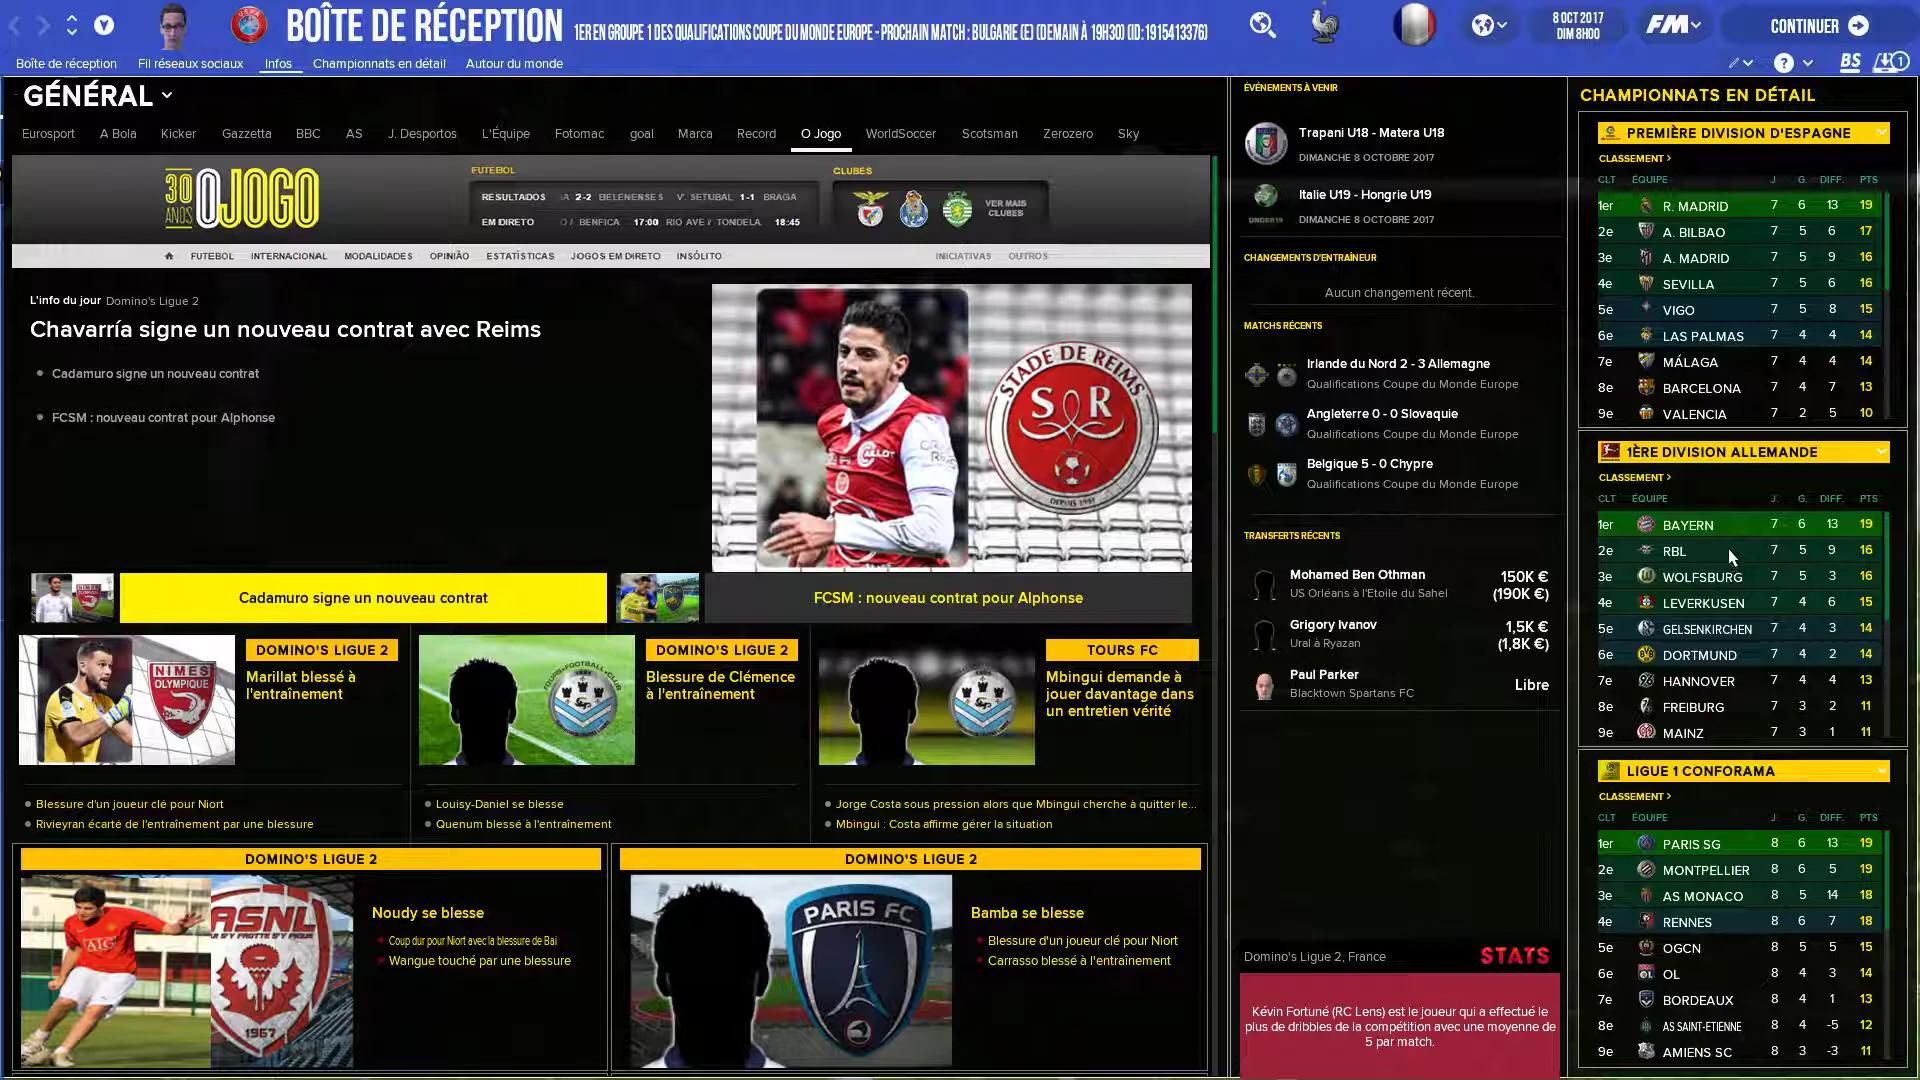 BOÎTE DE RÉCEPTION
1ER EN GROUPE 1 DES QUALIFICATIONS COUPE DU MONDE EUROPE - PROCHAIN MATCH : BULGARIE (E) (DEMAIN À 19H30) (ID:1915413376)
8 OCT 2017
DIM 8H00
FM
CONTINUER
Boîte de réception
Fil réseaux sociaux
Infos
Championnats en détail
Autour du monde
BS
1
GÉNÉRAL
Eurosport
A Bola
Kicker
Gazzetta
BBC
AS
J. Desportos
L'Équipe
Fotomac
goal
Marca
Record
O Jogo
WorldSoccer
Scotsman
Zerozero
Sky
30 ANOS OJOGO
FUTEBOL
RESULTADOS 2-2 BELENENSES V. SETUBAL 1-1 BRAGA
EM DIRETO BENFICA 17:00 RIO AVE TONDELA 18:45
CLUBES
VER MAIS
CLUBES
FUTEBOL INTERNACIONAL MODALIDADES OPINIÃO ESTATÍSTICAS JOGOS EM DIRETO INSÓLITO INICIATIVAS OUTROS
L'info du jour Domino's Ligue 2
Chavarría signe un nouveau contrat avec Reims
Cadamuro signe un nouveau contrat
FCSM : nouveau contrat pour Alphonse
STADE DE REIMS
SR
DEPUIS 1931
Cadamuro signe un nouveau contrat
FCSM : nouveau contrat pour Alphonse
NIMES
OLYMPIQUE
DOMINO'S LIGUE 2
Marillat blessé à
l'entraînement
Blessure d'un joueur clé pour Niort
Rivieyran écarté de l'entraînement par une blessure
DOMINO'S LIGUE 2
Blessure de Clémence
à l'entraînement
Louisy-Daniel se blesse
Quenum blessé à l'entraînement
TOURS FC
Mbingui demande à
jouer davantage dans
un entretien vérité
Jorge Costa sous pression alors que Mbingui cherche à quitter le...
Mbingui : Costa affirme gérer la situation
DOMINO'S LIGUE 2
AIG
ASNL
1967
Noudy se blesse
Coup dur pour Niort avec la blessure de Bai
Wangue touché par une blessure
DOMINO'S LIGUE 2
PARIS FC
Bamba se blesse
Blessure d'un joueur clé pour Niort
Carrasso blessé à l'entraînement
ÉVÉNEMENTS À VENIR
Trapani U18 - Matera U18
DIMANCHE 8 OCTOBRE 2017
Italie U19 - Hongrie U19
DIMANCHE 8 OCTOBRE 2017
CHANGEMENTS D'ENTRAÎNEUR
Aucun changement récent.
MATCHS RÉCENTS
Irlande du Nord 2 - 3 Allemagne
Qualifications Coupe du Monde Europe
Angleterre 0 - 0 Slovaquie
Qualifications Coupe du Monde Europe
Belgique 5 - 0 Chypre
Qualifications Coupe du Monde Europe
TRANSFERTS RÉCENTS
Mohamed Ben Othman 150K €
US Orléans à l'Etoile du Sahel (190K €)
Grigory Ivanov 1,5K €
Ural à Ryazan (1,8K €)
Paul Parker
Blacktown Spartans FC Libre
Domino's Ligue 2, France STATS
Kévin Fortuné (RC Lens) est le joueur qui a effectué le
plus de dribbles de la compétition avec une moyenne de
5 par match.
CHAMPIONNATS EN DÉTAIL
PREMIÈRE DIVISION D'ESPAGNE
CLASSEMENT >
CLT ÉQUIPE J. G. DIFF. PTS
1er R. MADRID 7 6 13 19
2e A. BILBAO 7 5 6 17
3e A. MADRID 7 5 9 16
4e SEVILLA 7 5 6 16
5e VIGO 7 5 8 15
6e LAS PALMAS 7 4 4 14
7e MÁLAGA 7 4 4 14
8e BARCELONA 7 4 7 13
9e VALENCIA 7 2 5 10
1ÈRE DIVISION ALLEMANDE
CLASSEMENT >
CLT ÉQUIPE J. G. DIFF. PTS
1er BAYERN 7 6 13 19
2e RBL 7 5 9 16
3e WOLFSBURG 7 5 3 16
4e LEVERKUSEN 7 4 6 15
5e GELSENKIRCHEN 7 4 3 14
6e DORTMUND 7 4 2 14
7e HANNOVER 7 4 4 13
8e FREIBURG 7 3 2 11
9e MAINZ 7 3 1 11
LIGUE 1 CONFORAMA
CLASSEMENT >
CLT ÉQUIPE J. G. DIFF. PTS
1er PARIS SG 8 6 13 19
2e MONTPELLIER 8 6 5 19
3e AS MONACO 8 5 14 18
4e RENNES 8 6 7 18
5e OGCN 8 5 5 15
6e OL 8 4 3 14
7e BORDEAUX 8 4 1 13
8e AS SAINT-ETIENNE 8 4 -5 12
9e AMIENS SC 8 3 -3 11